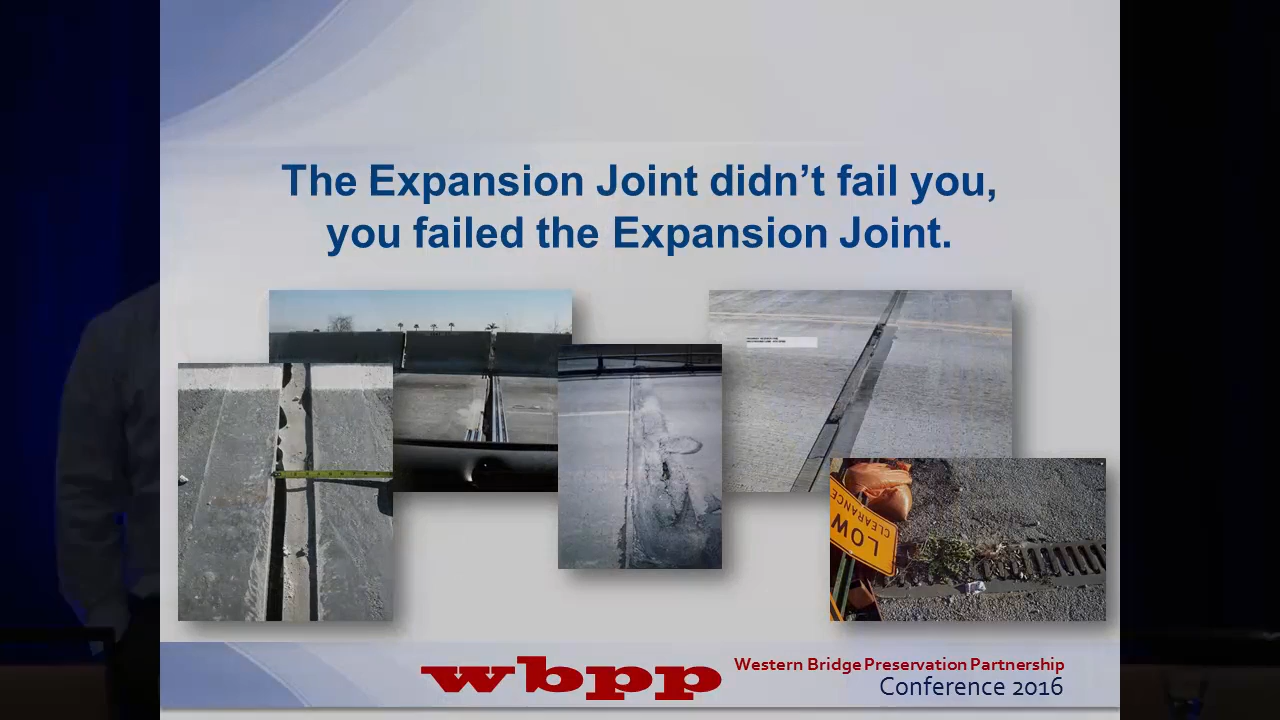 The Expansion Joint didn't fail you,
you failed the Expansion Joint.
LOW
CLEARANCE
wbpp
Western Bridge Preservation Partnership
Conference 2016